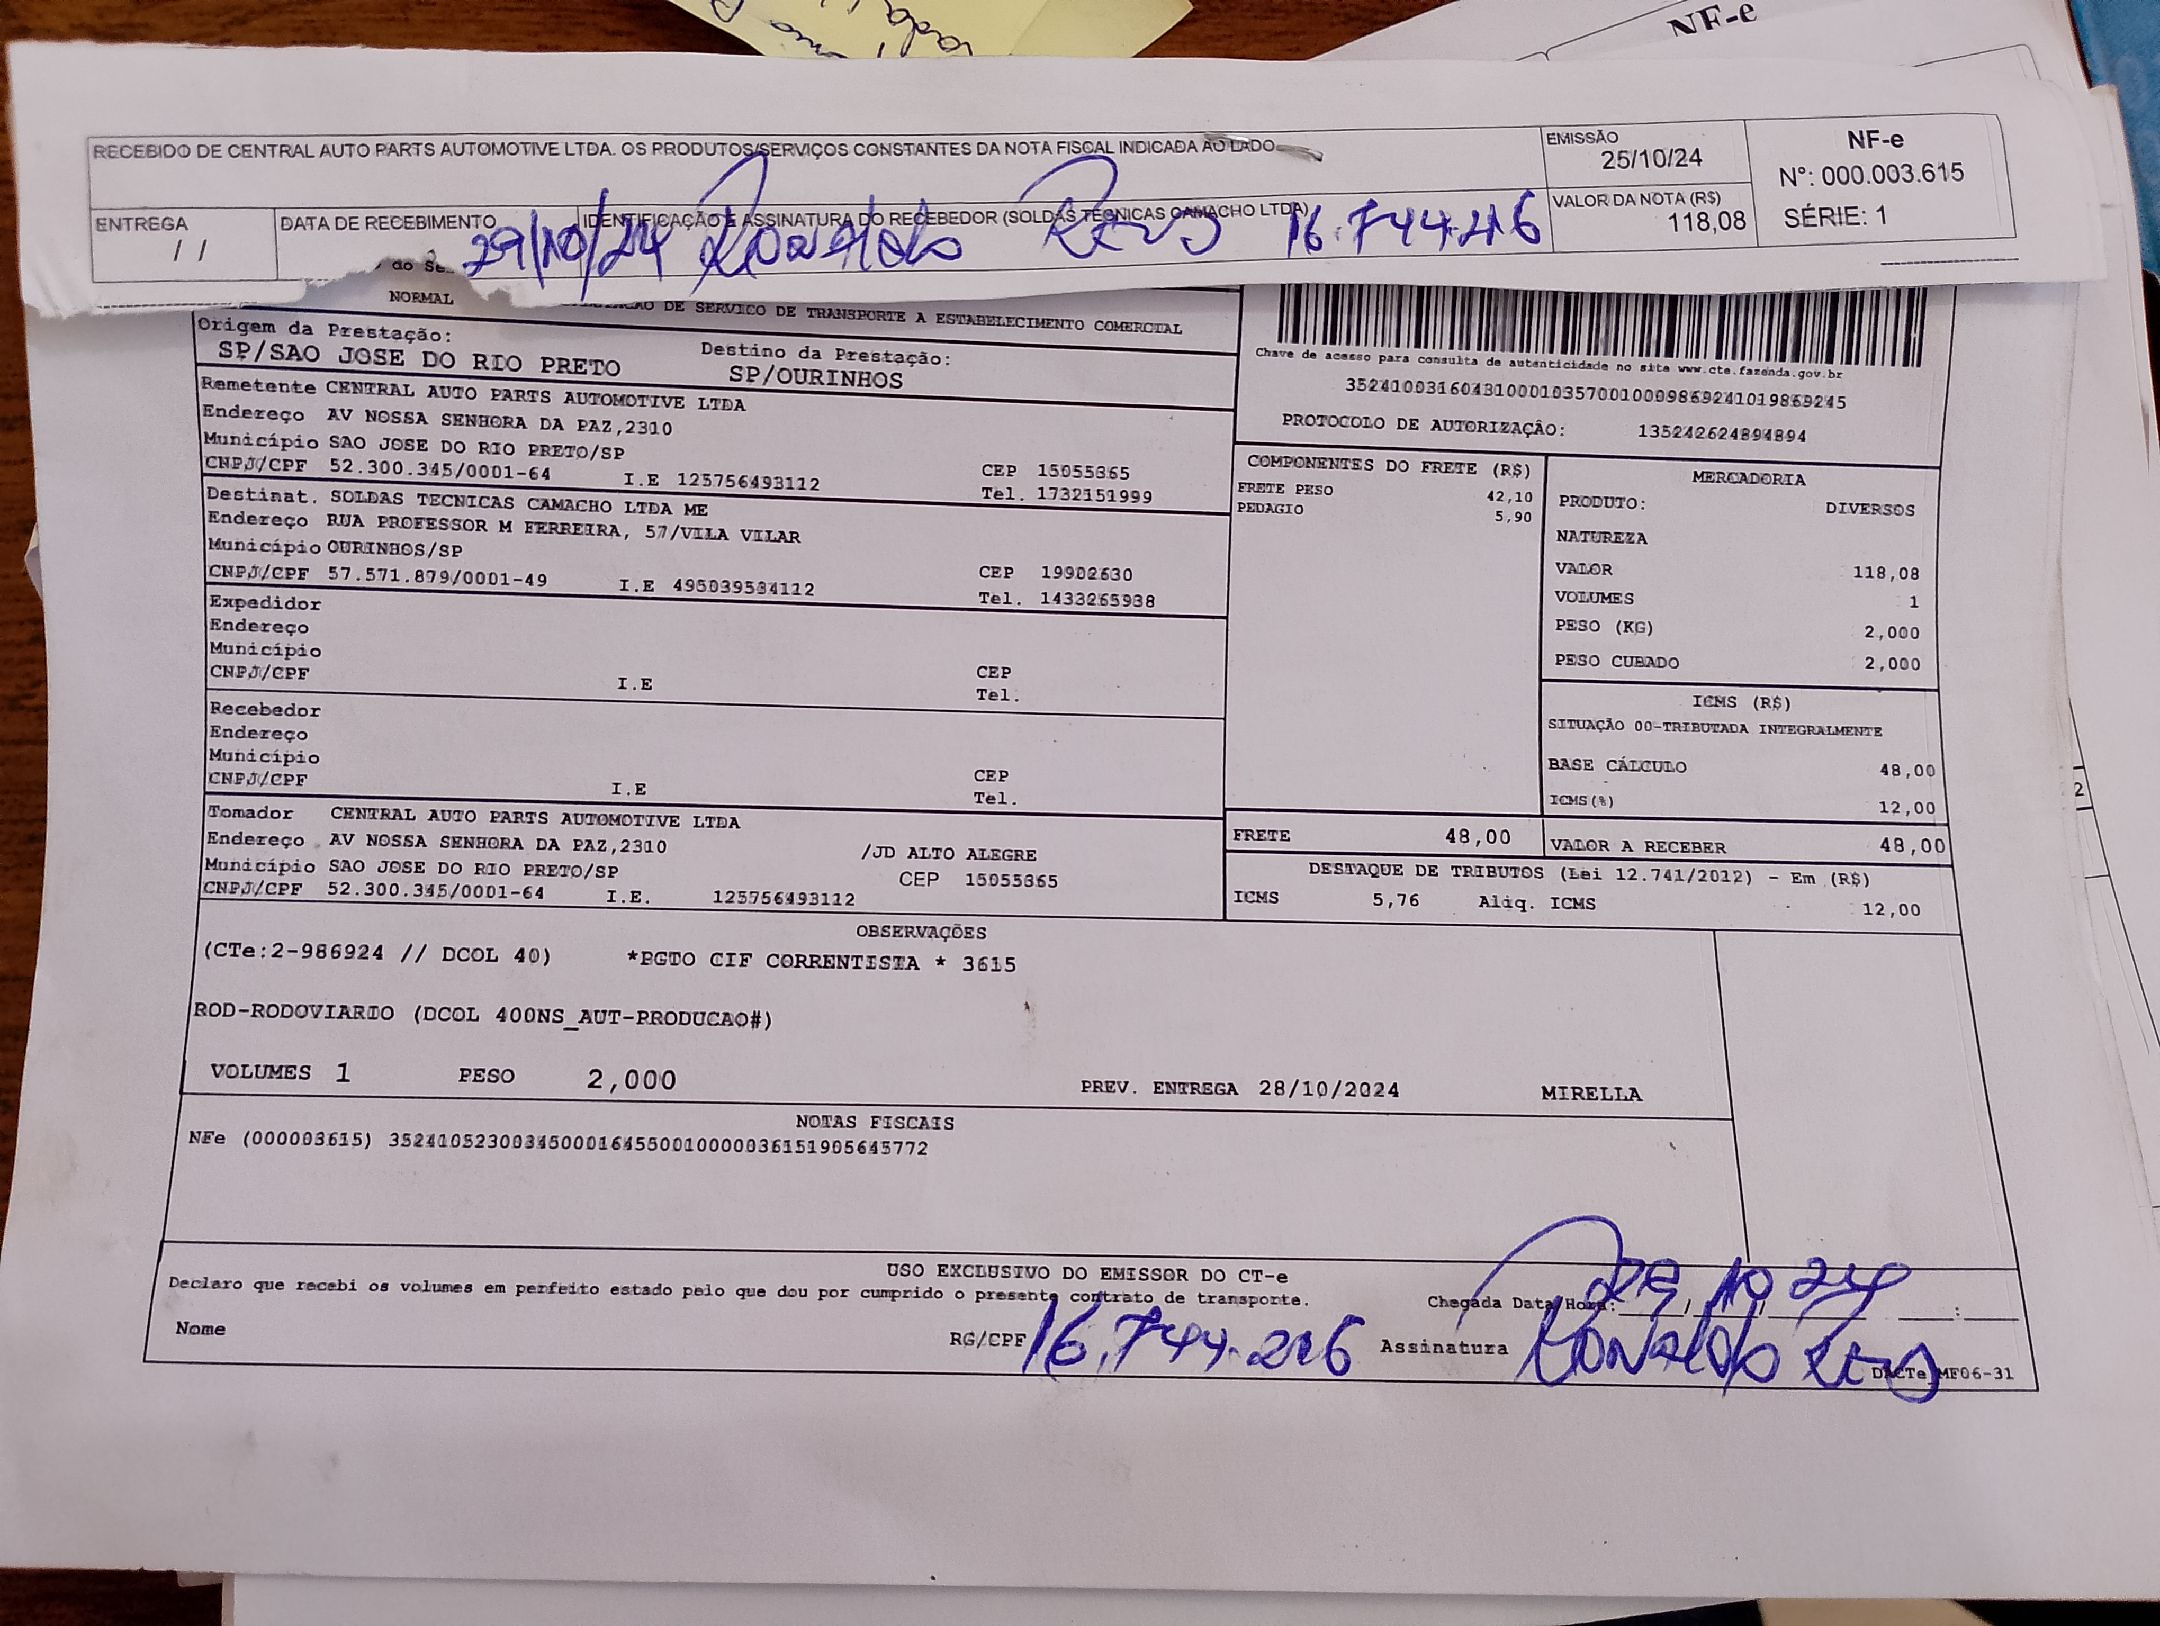 NF-e
RECEBIDO DE CENTRAL AUTO PARTS AUTOMOTIVE LTDA. OS PRODUTOS/SERVIÇOS CONSTANTES DA NOTA FISCAL INDICADA AO LADO
EMISSÃO
25/10/24
NF-e
Nº: 000.003.615
SÉRIE: 1
VALOR DA NOTA (R$)
118,08
ENTREGA
/ /
DATA DE RECEBIMENTO
IDENTIFICAÇÃO E ASSINATURA DO RECEBEDOR (SOLDAS TECNICAS CAMACHO LTDA)
29/10/24 Ronaldo Reis
do Se
NORMAL
DE SERVICO DE TRANSPORTE A ESTABELECIMENTO COMERCIAL
Origem da Prestação:
SP/SAO JOSE DO RIO PRETO
Destino da Prestação:
SP/OURINHOS
Remetente CENTRAL AUTO PARTS AUTOMOTIVE LTDA
Endereço AV NOSSA SENHORA DA PAZ,2310
Município SAO JOSE DO RIO PRETO/SP
CNPJ/CPF 52.300.345/0001-64 I.E 125756493112
CEP 15055365
Tel. 1732151999
Destinat. SOLDAS TECNICAS CAMACHO LTDA ME
Endereço RUA PROFESSOR M FERREIRA, 57/VILA VILAR
Município OURINHOS/SP
CNPJ/CPF 57.571.879/0001-49 I.E 495039584112
CEP 19902630
Tel. 1433265938
Expedidor
Endereço
Município
CNPJ/CPF I.E
CEP
Tel.
Recebedor
Endereço
Município
CNPJ/CPF I.E
CEP
Tel.
Tomador CENTRAL AUTO PARTS AUTOMOTIVE LTDA
Endereço AV NOSSA SENHORA DA PAZ,2310 /JD ALTO ALEGRE
Município SAO JOSE DO RIO PRETO/SP CEP 15055365
CNPJ/CPF 52.300.345/0001-64 I.E. 125756493112
Chave de acesso para consulta de autenticidade no site www.cte.fazenda.gov.br
35241003160431000103570010009869241019869245
PROTOCOLO DE AUTORIZAÇÃO: 135242624894894
COMPONENTES DO FRETE (R$)
FRETE PESO 42,10
PEDAGIO 5,90
MERCADORIA
PRODUTO: DIVERSOS
NATUREZA
VALOR 118,08
VOLUMES 1
PESO (KG) 2,000
PESO CUBADO 2,000
ICMS (R$)
SITUAÇÃO 00-TRIBUTADA INTEGRALMENTE
BASE CÁLCULO 48,00
ICMS(%) 12,00
FRETE 48,00
VALOR A RECEBER 48,00
DESTAQUE DE TRIBUTOS (Lei 12.741/2012) - Em (R$)
ICMS 5,76 Aliq. ICMS 12,00
OBSERVAÇÕES
(CTe:2-986924 // DCOL 40) *PGTO CIF CORRENTISTA * 3615
ROD-RODOVIARIO (DCOL 400NS_AUT-PRODUCAO#)
VOLUMES 1 PESO 2,000 PREV. ENTREGA 28/10/2024 MIRELLA
NOTAS FISCAIS
NFe (000003615) 35241052300345000164550010000036151905645772
USO EXCLUSIVO DO EMISSOR DO CT-e
Declaro que recebi os volumes em perfeito estado pelo que dou por cumprido o presente contrato de transporte.
Chegada Data/Hora: 29 10 24
Nome
RG/CPF 16.744.216
Assinatura Ronaldo Reis
DACTe_MF06-31
2